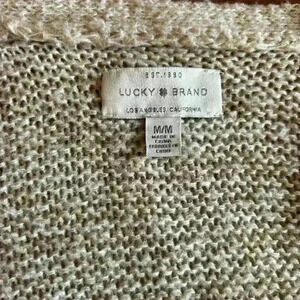 EST. 1990
LUCKY BRAND
LOS ANGELES, CALIFORNIA
M/M
MADE IN
CHINA